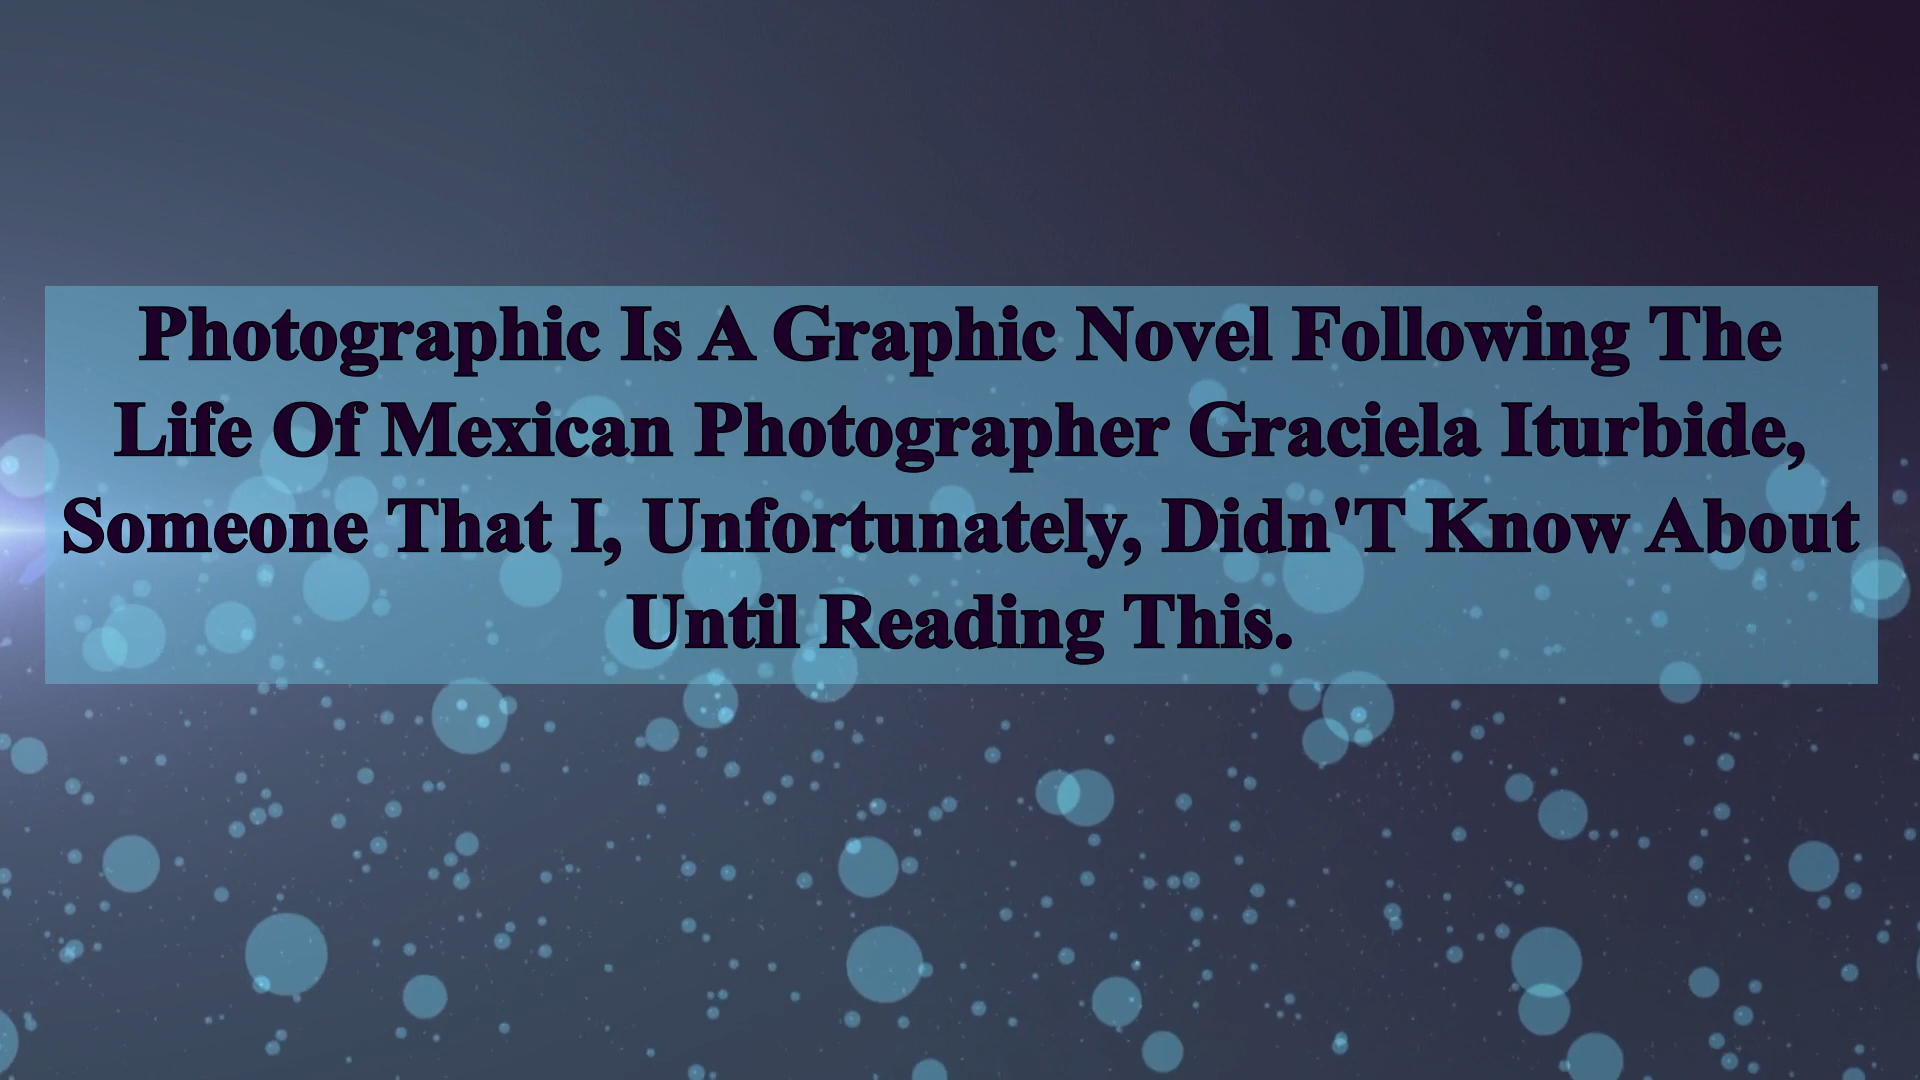 Photographic Is A Graphic Novel Following The
Life Of Mexican Photographer Graciela Iturbide,
Someone That I, Unfortunately, Didn'T Know About
Until Reading This.